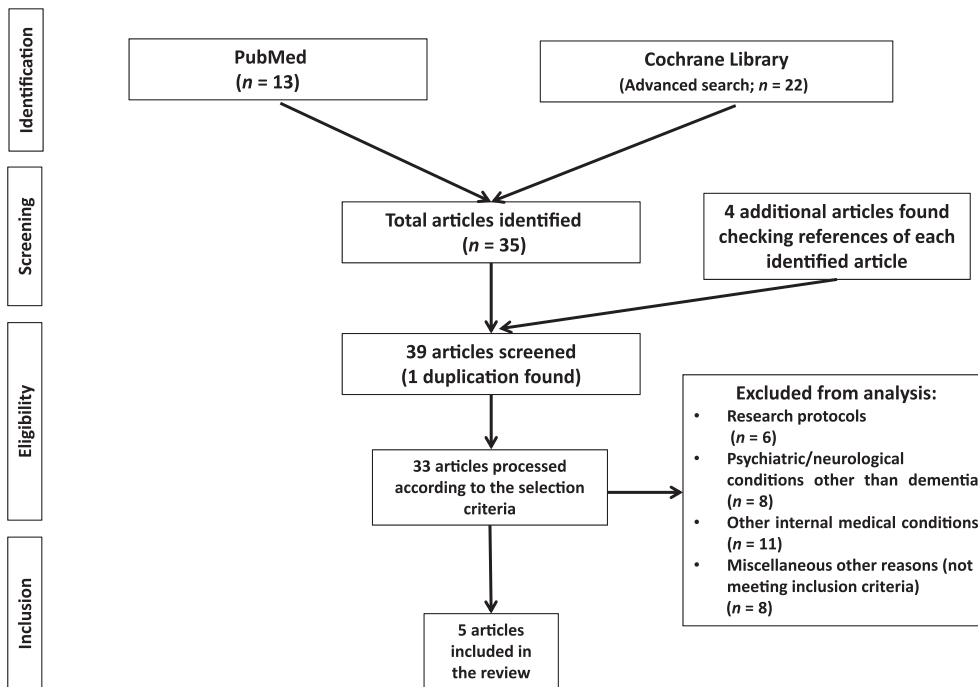 Identification
PubMed
(n = 13)
Cochrane Library
(Advanced search; n = 22)
Screening
Total articles identified
(n = 35)
4 additional articles found
checking references of each
identified article
Eligibility
39 articles screened
(1 duplication found)
33 articles processed
according to the selection
criteria
Excluded from analysis:
• Research protocols
(n = 6)
• Psychiatric/neurological
conditions other than dementia
(n = 8)
• Other internal medical conditions
(n = 11)
• Miscellaneous other reasons (not
meeting inclusion criteria)
(n = 8)
Inclusion
5 articles
included in
the review